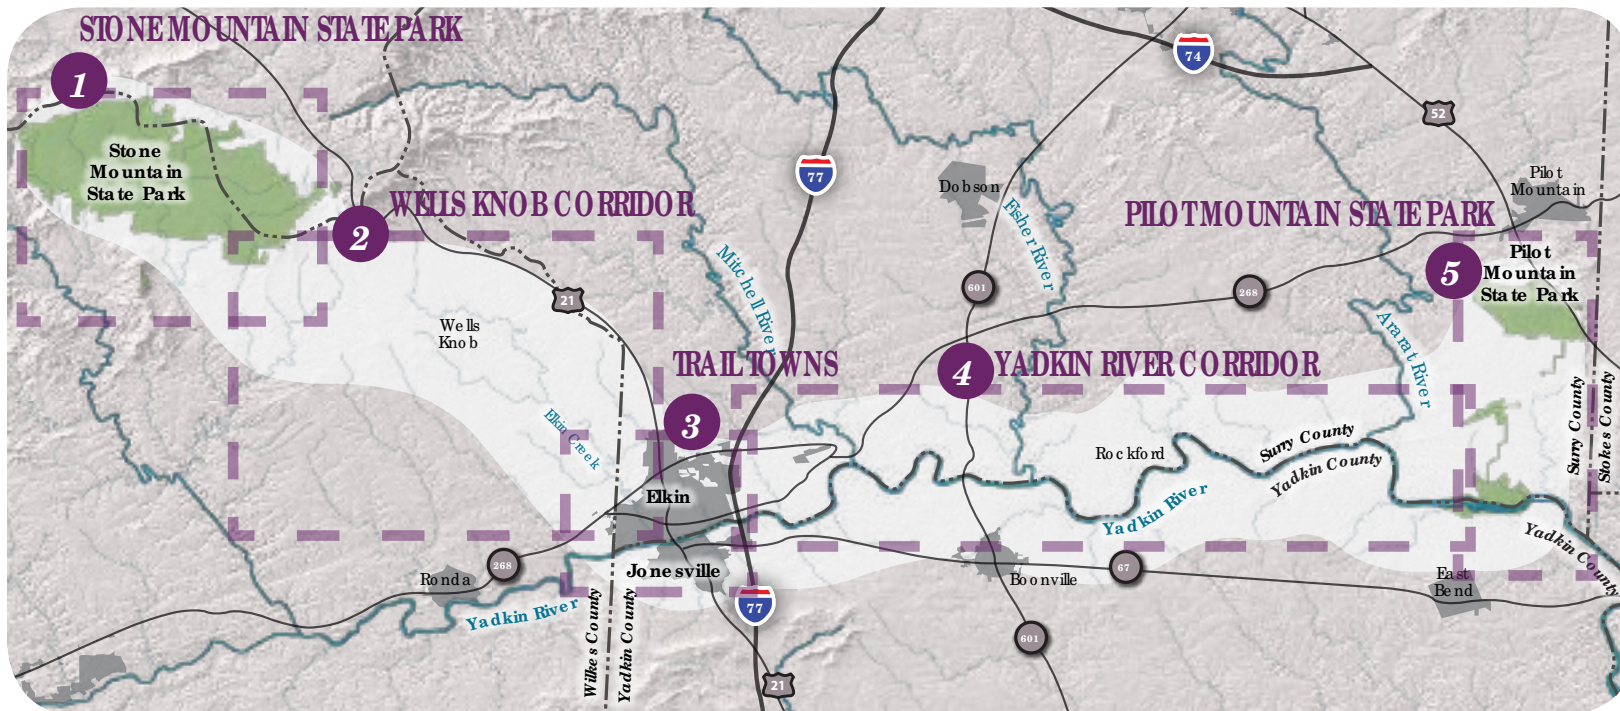 STONE MOUNTAIN STATE PARK
1
Stone
Mountain
State Park
2
WELLS KNOB CORRIDOR
21
Wells
Knob
Mitchell River
77
74
52
Dobson
Fisher River
601
268
Pilot
Mountain
PILOT MOUNTAIN STATE PARK
5
Pilot
Mountain
State Park
Ararat River
TRAIL TOWNS
3
4
YADKIN RIVER CORRIDOR
Elkin Creek
Elkin
Jonesville
Rockford
Surry County
Yadkin County
Yadkin River
Surry County
Stokes County
Yadkin County
268
Ronda
Yadkin River
Wilkes County
Yadkin County
77
21
Boonville
67
601
East
Bend